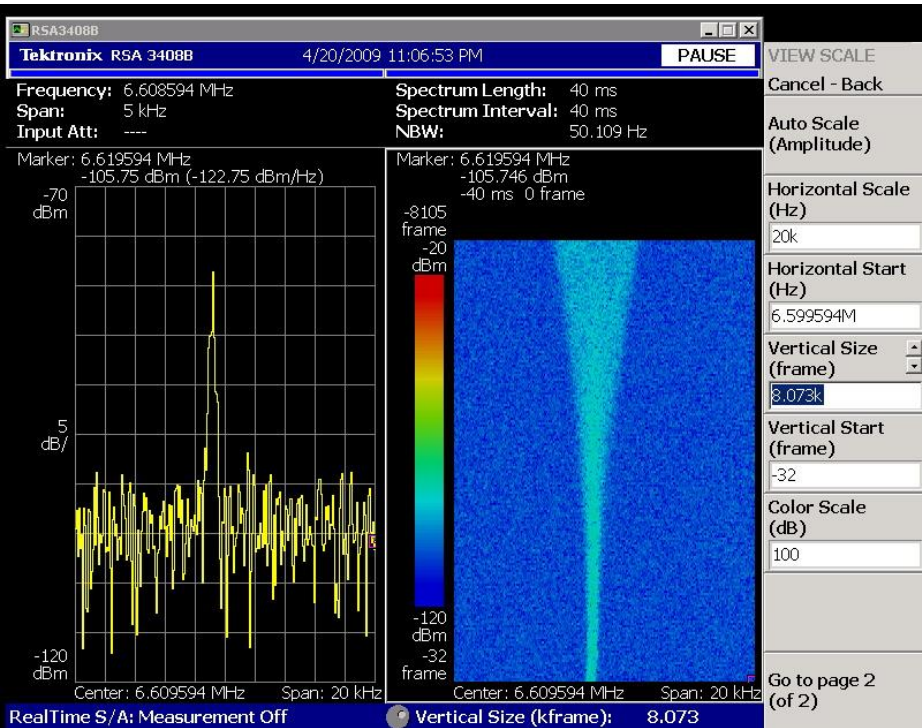 RSA3408B
Tektronix RSA 3408B 4/20/2009 11:06:53 PM PAUSE
Frequency: 6.608594 MHz
Span: 5 kHz
Input Att: ----
Spectrum Length: 40 ms
Spectrum Interval: 40 ms
NBW: 50.109 Hz
Marker: 6.619594 MHz
-105.75 dBm (-122.75 dBm/Hz)
-70
dBm
5
dB/
-120
dBm
Center: 6.609594 MHz Span: 20 kHz
Marker: 6.619594 MHz
-105.746 dBm
-40 ms 0 frame
-8105
frame
-20
dBm
-120
dBm
-32
frame
Center: 6.609594 MHz Span: 20 kHz
RealTime S/A: Measurement Off Vertical Size (kframe): 8.073
VIEW SCALE
Cancel - Back
Auto Scale
(Amplitude)
Horizontal Scale
(Hz)
20k
Horizontal Start
(Hz)
6.599594M
Vertical Size
(frame)
8.073k
Vertical Start
(frame)
-32
Color Scale
(dB)
100
Go to page 2
(of 2)